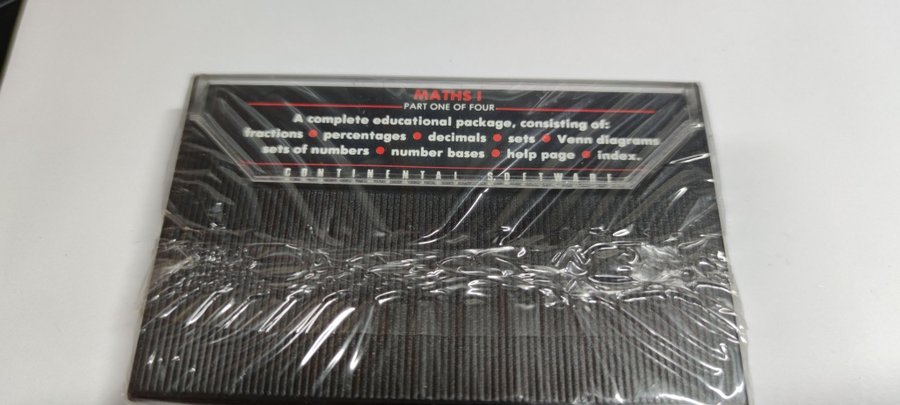 MATHS I
PART ONE OF FOUR
A complete educational package, consisting of:
fractions • percentages • decimals • sets • Venn diagrams
sets of numbers • number bases • help page • index.
CONTINENTAL SOFTWARE